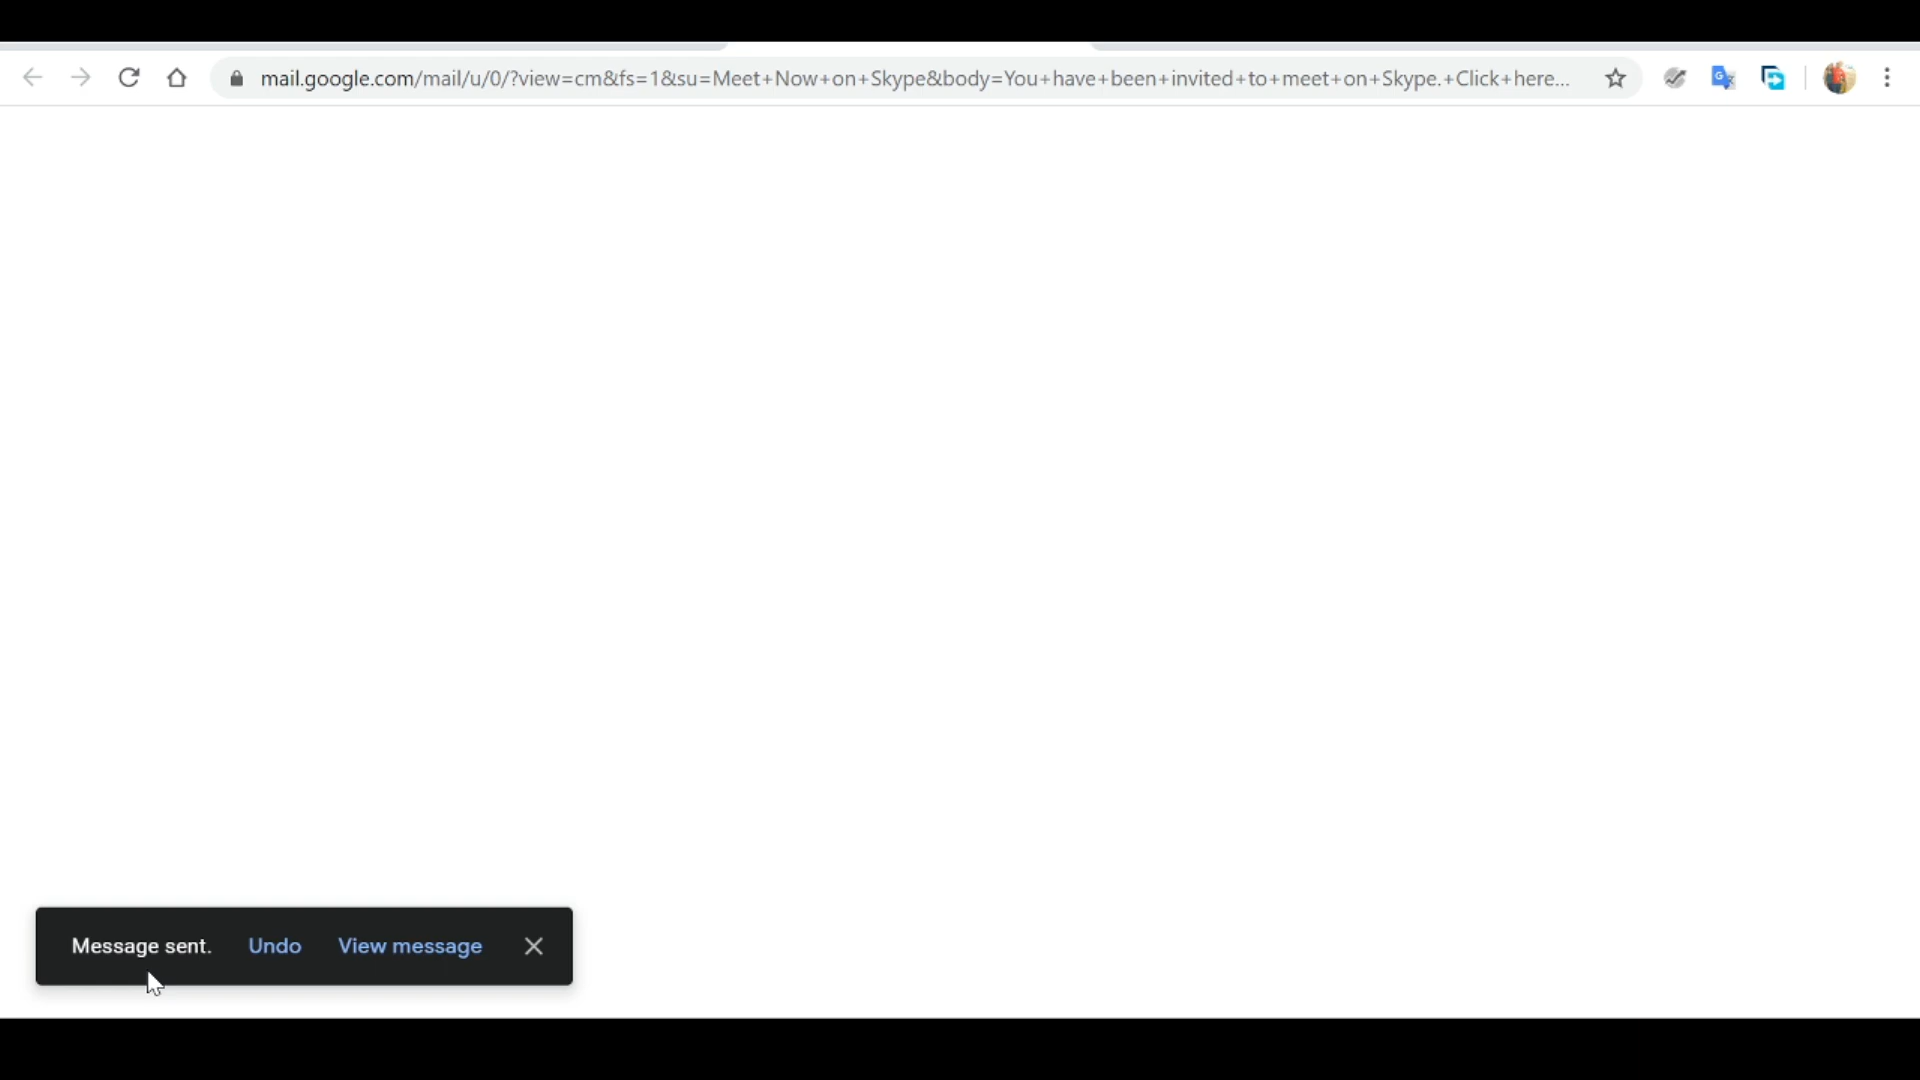 mail.google.com/mail/u/0/?view=cm&fs=1&su=Meet+Now+on+Skype&body=You+have+been+invited+to+meet+on+Skype.+Click+here...
Message sent. Undo View message